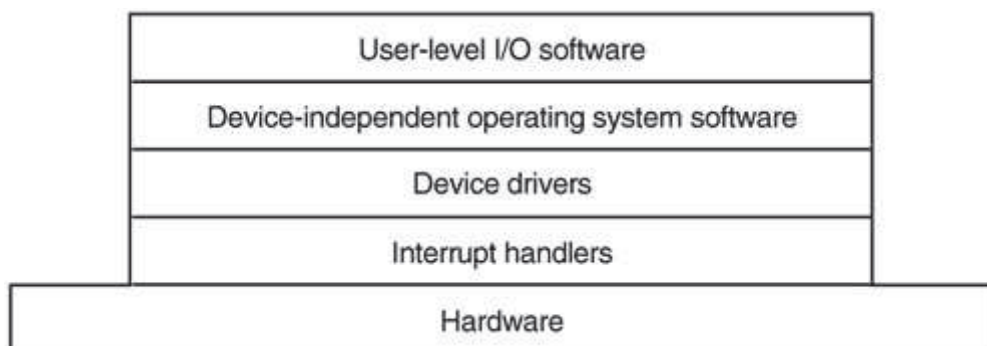 User-level I/O software
Device-independent operating system software
Device drivers
Interrupt handlers
Hardware